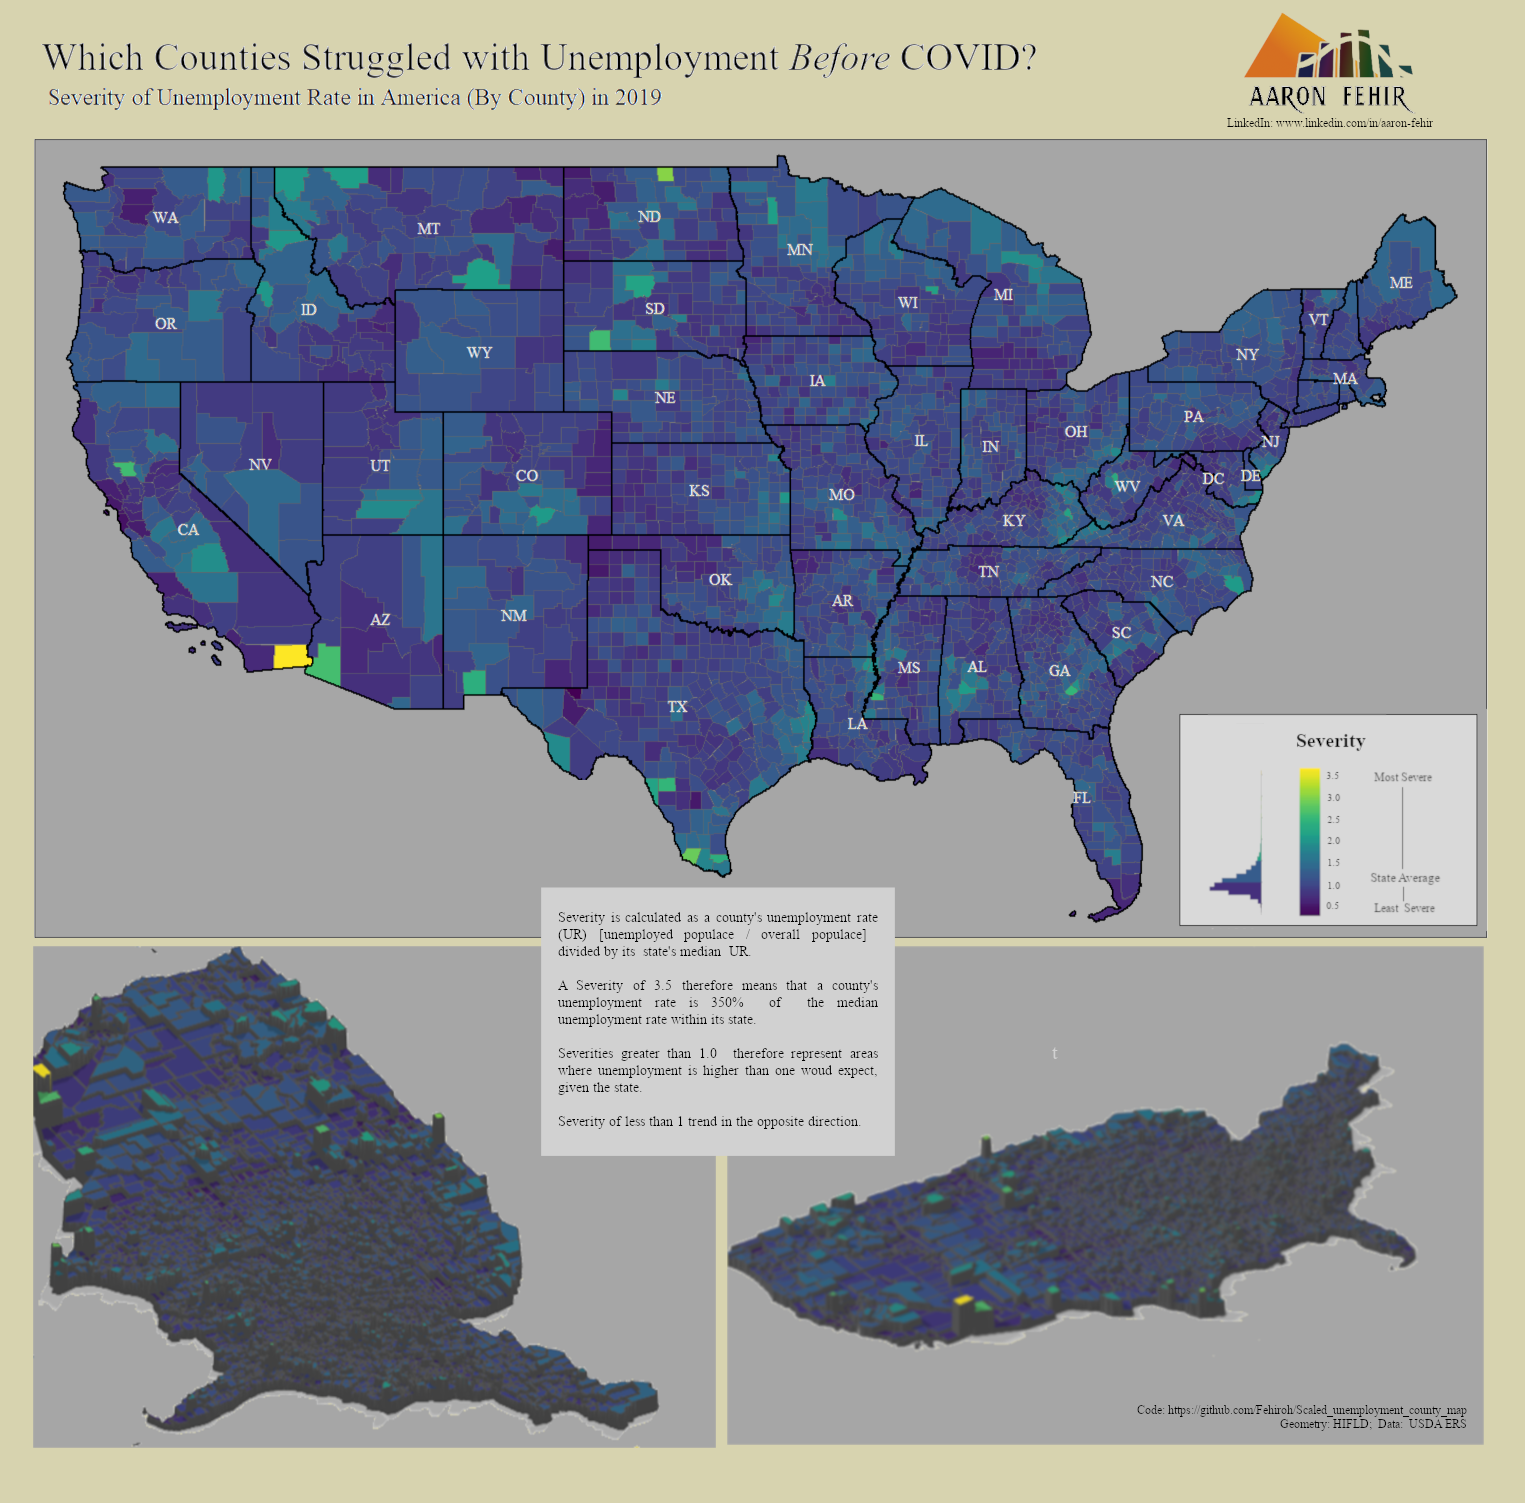 Which Counties Struggled with Unemployment Before COVID?
Severity of Unemployment Rate in America (By County) in 2019
AARON FEHIR
LinkedIn: www.linkedin.com/in/aaron-fehir
WA
MT
ND
MN
OR
ID
SD
WI
MI
ME
WY
VT
NY
NE
IA
MA
PA
NV
UT
CO
IL
IN
OH
NJ
KS
MO
WV
DC
DE
CA
KY
VA
OK
TN
NC
AZ
NM
AR
SC
TX
MS
AL
GA
LA
FL
Severity
3.5
3.0
2.5
2.0
1.5
1.0
0.5
Most Severe
State Average
Least Severe
Severity is calculated as a county's unemployment rate
(UR) [unemployed populace / overall populace]
divided by its state's median UR.
A Severity of 3.5 therefore means that a county's
unemployment rate is 350% of the median
unemployment rate within its state.
Severities greater than 1.0 therefore represent areas
where unemployment is higher than one woud expect,
given the state.
Severity of less than 1 trend in the opposite direction.
t
Code: https://github.com/Fehiroh/Scaled_unemployment_county_map
Geometry: HIFLD; Data: USDA ERS